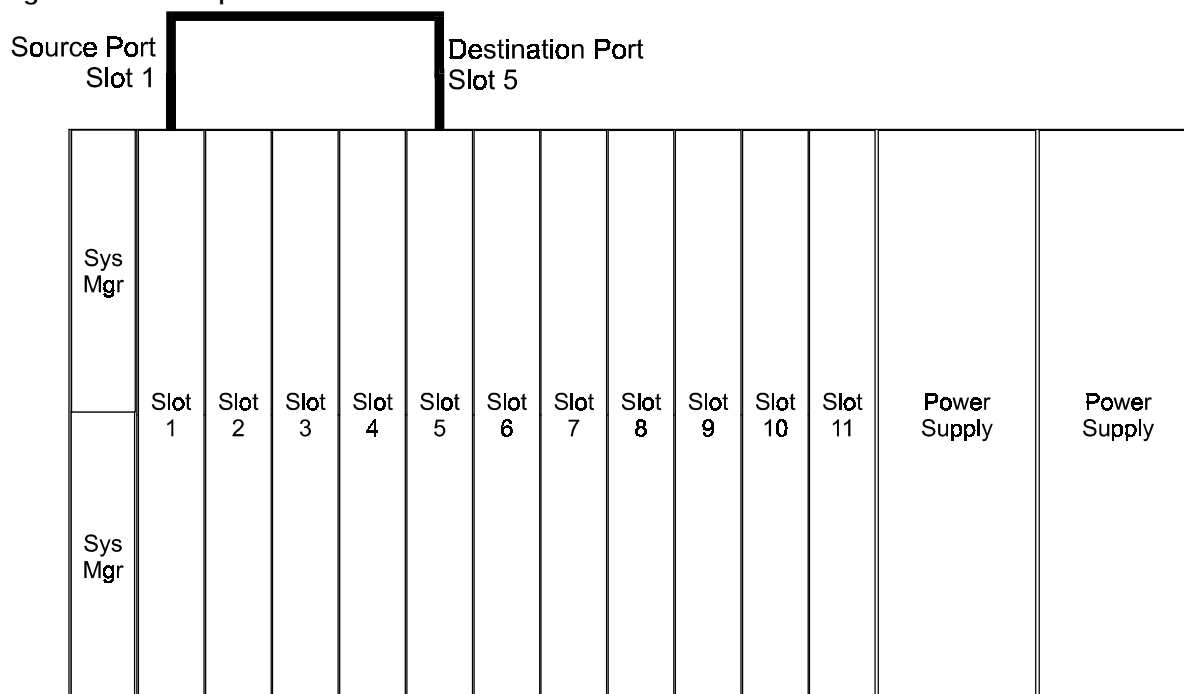 Source Port
Slot 1
Destination Port
Slot 5
Sys
Mgr
Sys
Mgr
Slot
1
Slot
2
Slot
3
Slot
4
Slot
5
Slot
6
Slot
7
Slot
8
Slot
9
Slot
10
Slot
11
Power
Supply
Power
Supply